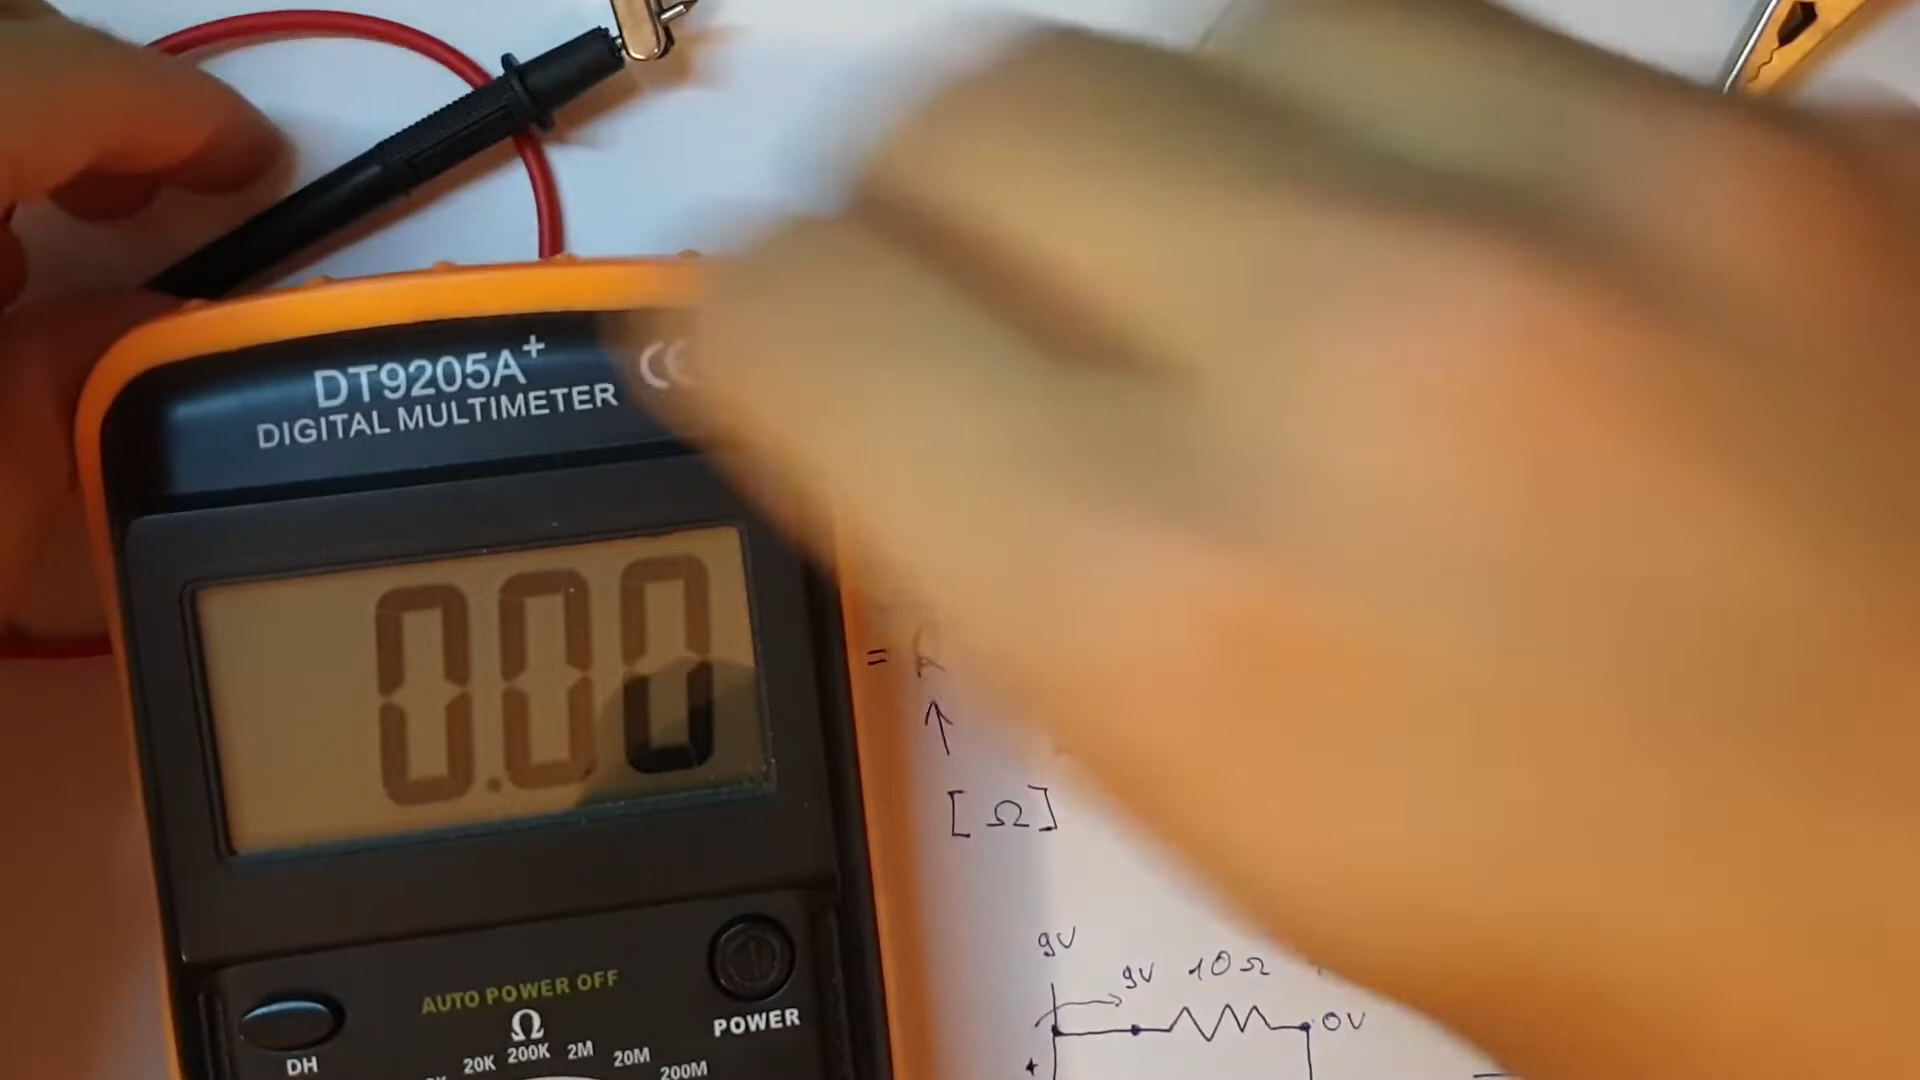 DT9205A+
CE
DIGITAL MULTIMETER
0.00
=
↑
[Ω]
AUTO POWER OFF
Ω
POWER
DH
20K 200K 2M 20M 200M
9V
9V 10Ω
0V
+